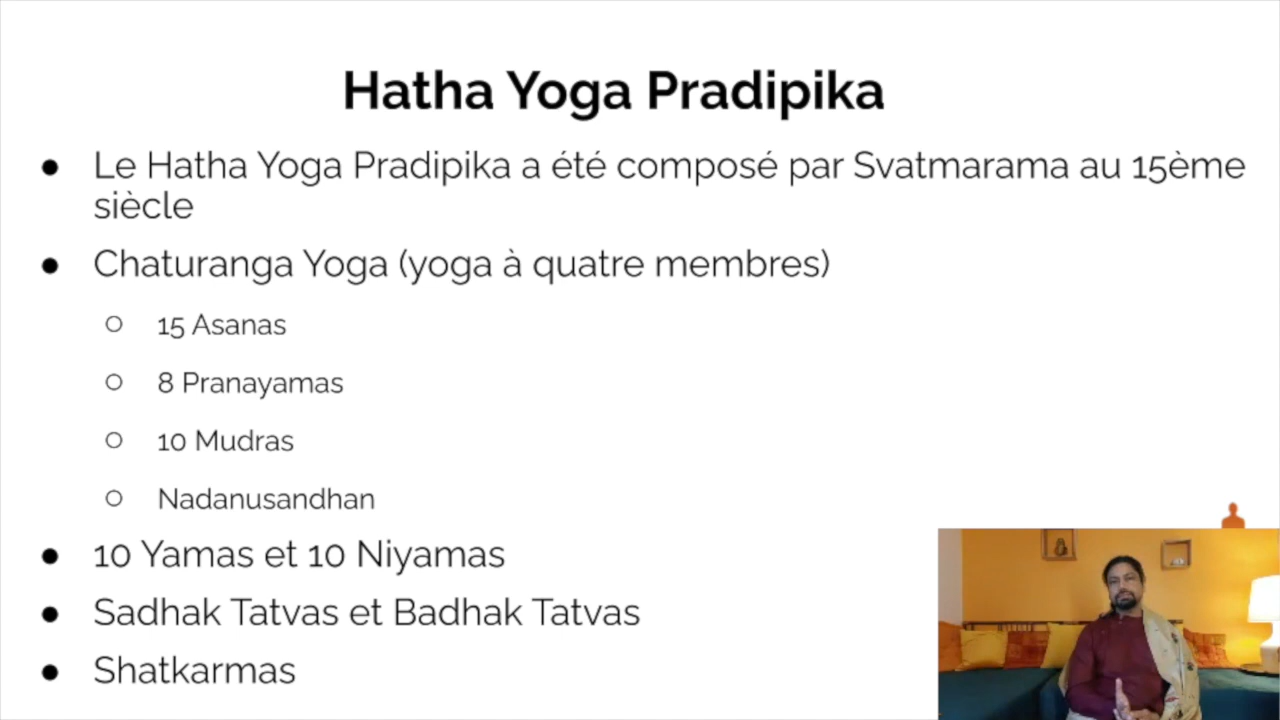 Hatha Yoga Pradipika
● Le Hatha Yoga Pradipika a été composé par Svatmarama au 15ème
siècle
● Chaturanga Yoga (yoga à quatre membres)
○ 15 Asanas
○ 8 Pranayamas
○ 10 Mudras
○ Nadanusandhan
● 10 Yamas et 10 Niyamas
● Sadhak Tatvas et Badhak Tatvas
● Shatkarmas